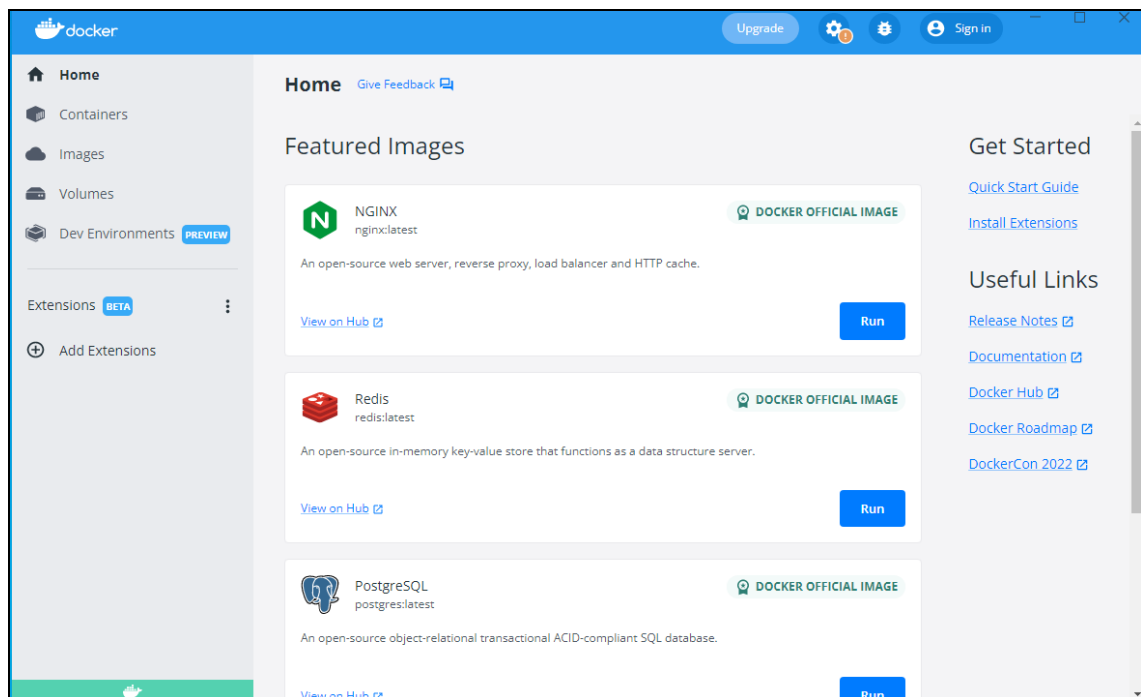 docker
Upgrade
Sign in
Home
Containers
Images
Volumes
Dev Environments PREVIEW
Extensions BETA
Add Extensions
Home Give Feedback
Featured Images
NGINX
nginx:latest
DOCKER OFFICIAL IMAGE
An open-source web server, reverse proxy, load balancer and HTTP cache.
View on Hub
Run
Redis
redis:latest
DOCKER OFFICIAL IMAGE
An open-source in-memory key-value store that functions as a data structure server.
View on Hub
Run
PostgreSQL
postgres:latest
DOCKER OFFICIAL IMAGE
An open-source object-relational transactional ACID-compliant SQL database.
View on Hub
Run
Get Started
Quick Start Guide
Install Extensions
Useful Links
Release Notes
Documentation
Docker Hub
Docker Roadmap
DockerCon 2022